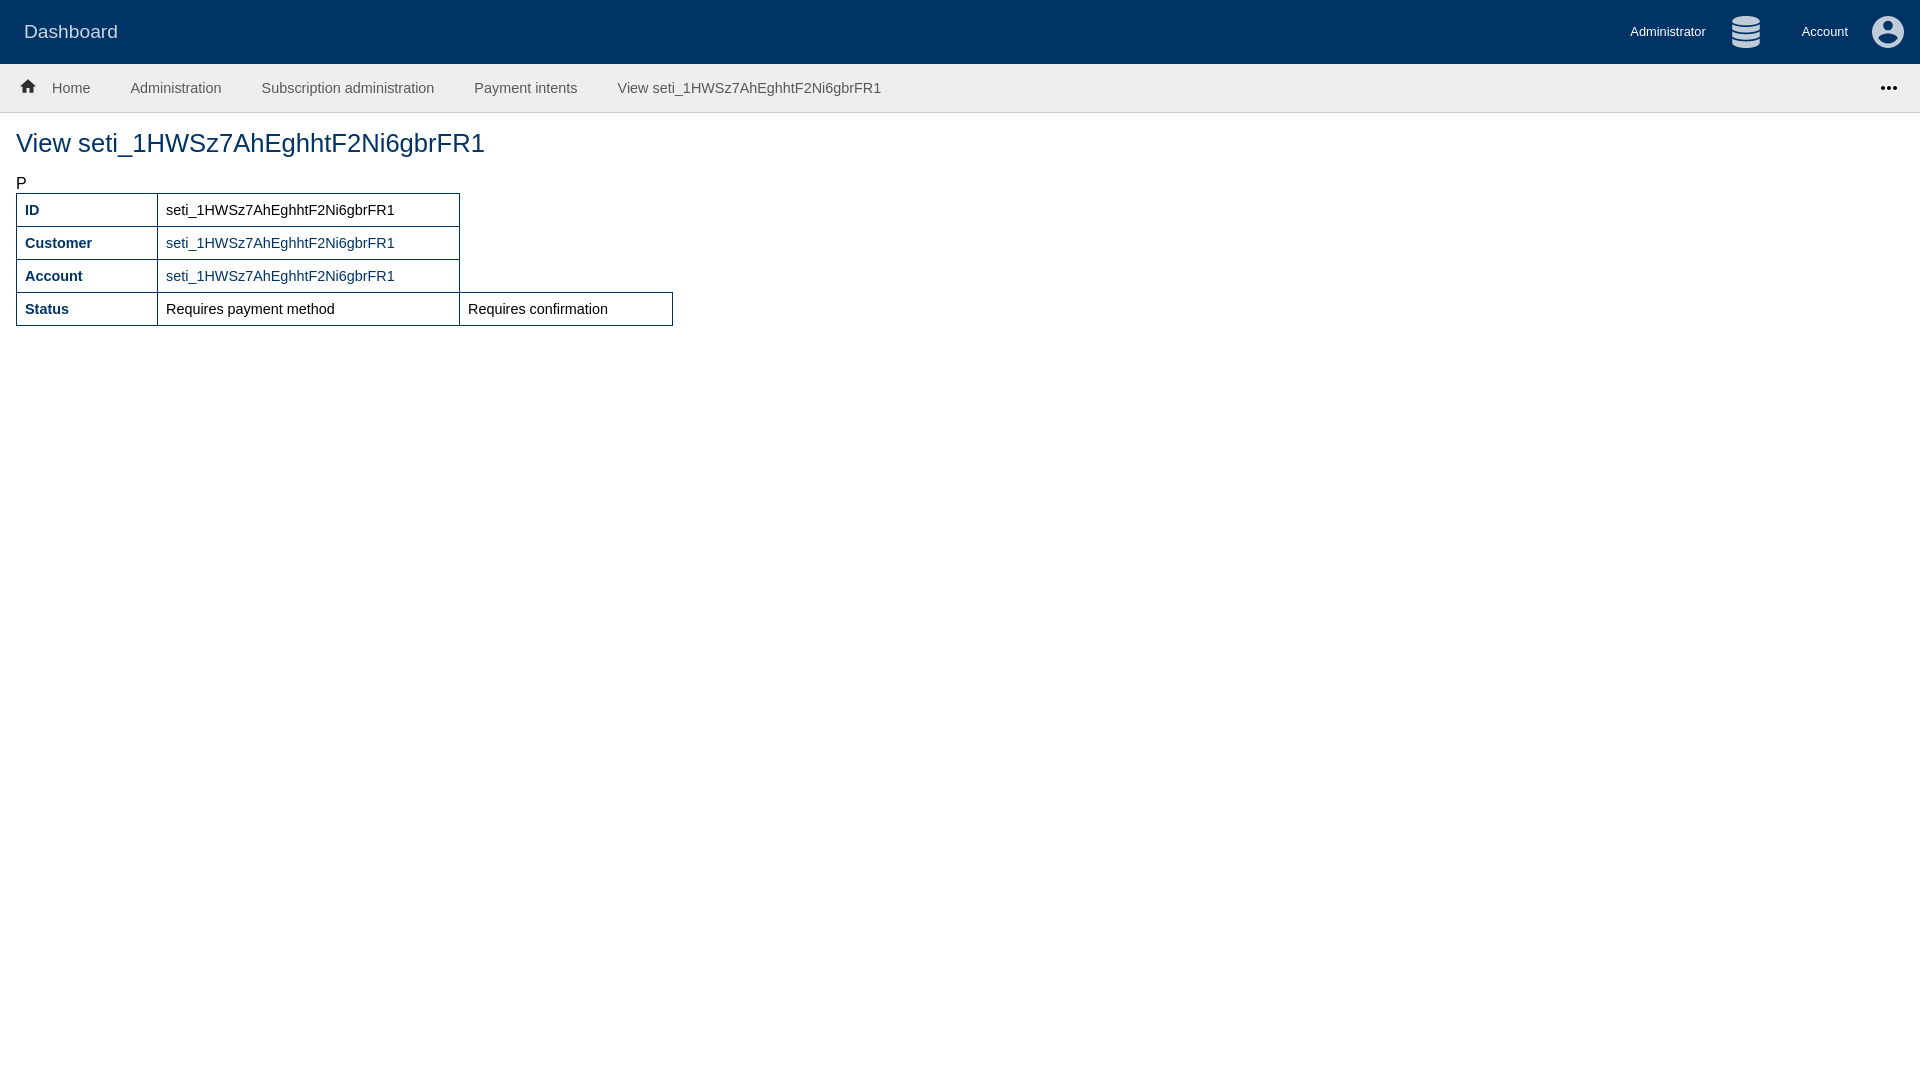 Dashboard
Administrator
Account
Home
Administration
Subscription administration
Payment intents
View seti_1HWSz7AhEghhtF2Ni6gbrFR1
View seti_1HWSz7AhEghhtF2Ni6gbrFR1
P
ID seti_1HWSz7AhEghhtF2Ni6gbrFR1
Customer seti_1HWSz7AhEghhtF2Ni6gbrFR1
Account seti_1HWSz7AhEghhtF2Ni6gbrFR1
Status Requires payment method Requires confirmation